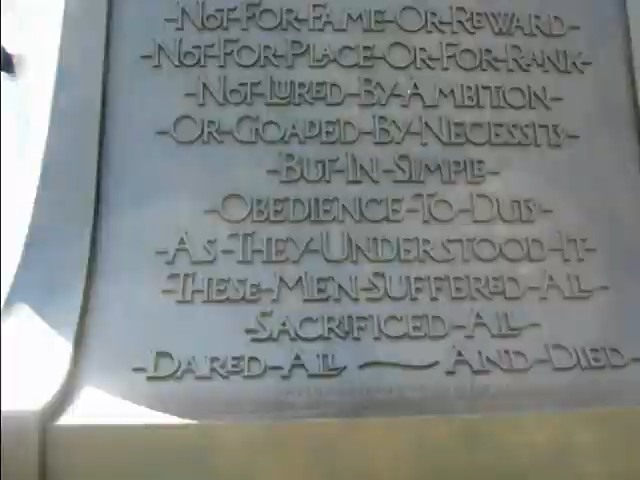 -NOT-FOR-FAME-OR-REWARD-
-NOT-FOR-PLACE-OR-FOR-RANK-
-NOT-LURED-BY-AMBITION-
-OR-GOADED-BY-NECESSITY-
-BUT-IN-SIMPLE-
-OBEDIENCE-TO-DUTY-
-AS-THEY-UNDERSTOOD-IT-
-THESE-MEN-SUFFERED-ALL-
-SACRIFICED-ALL-
-DARED-ALL — AND-DIED-